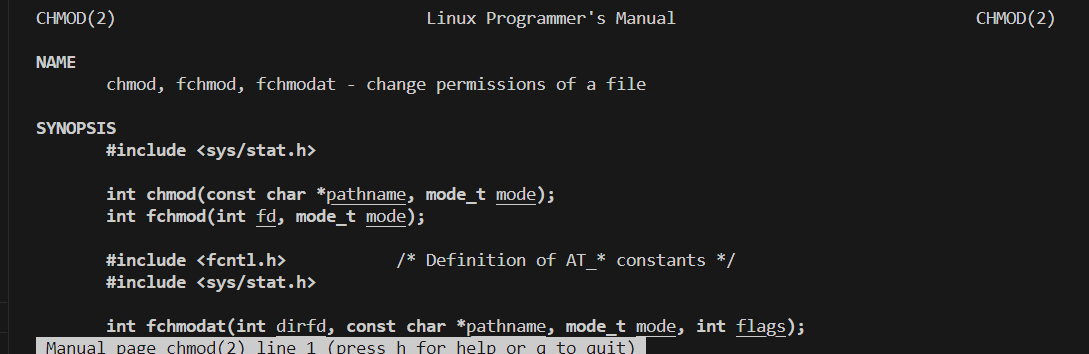 CHMOD(2) Linux Programmer's Manual CHMOD(2)
NAME
chmod, fchmod, fchmodat - change permissions of a file
SYNOPSIS
#include <sys/stat.h>
int chmod(const char *pathname, mode_t mode);
int fchmod(int fd, mode_t mode);
#include <fcntl.h> /* Definition of AT_* constants */
#include <sys/stat.h>
int fchmodat(int dirfd, const char *pathname, mode_t mode, int flags);
Manual page chmod(2) line 1 (press h for help or q to quit)